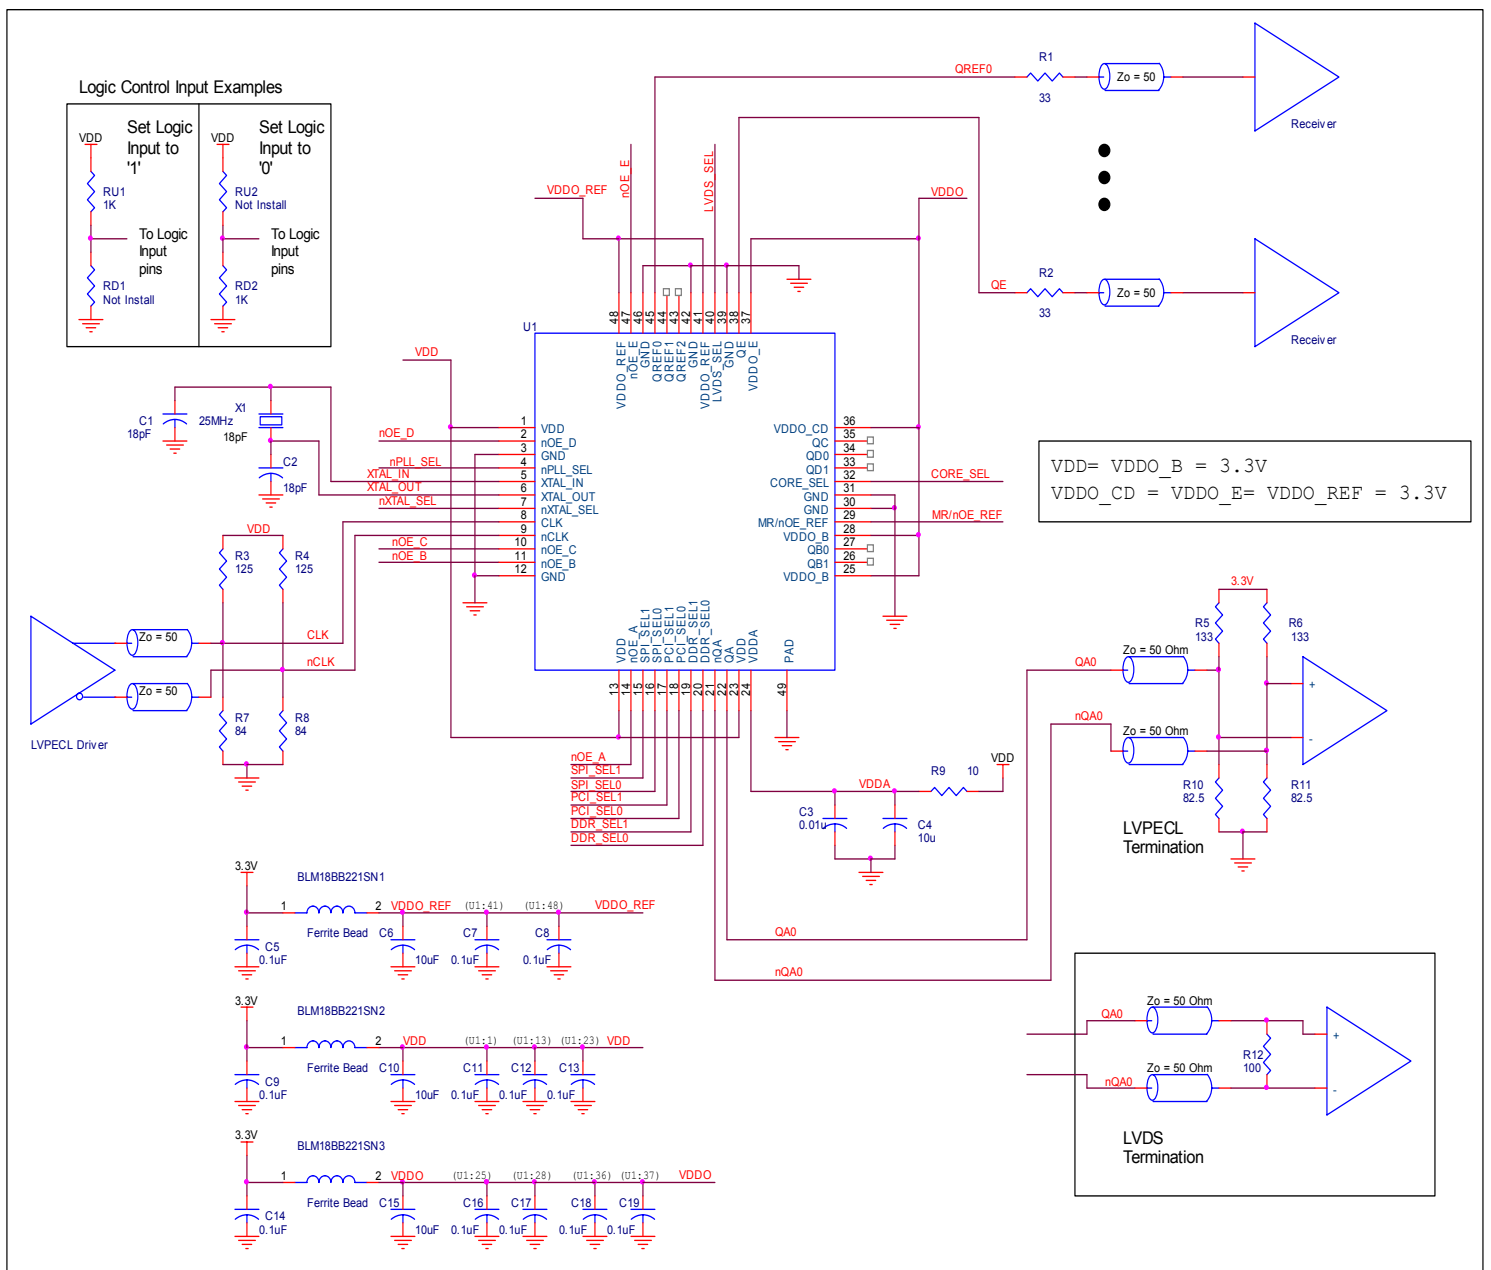 Logic Control Input Examples
VDD
Set Logic
Input to
'1'
RU1
1K
To Logic
Input
pins
RD1
Not Install
VDD
Set Logic
Input to
'0'
RU2
Not Install
To Logic
Input
pins
RD2
1K
QREF0
R1
33
Zo = 50
Receiver
QE
R2
33
Zo = 50
Receiver
VDDO_REF
nOE_E
LVDS_SEL
VDDO
U1
48
47
46
45
44
43
42
41
40
39
38
37
VDDO_REF
nOE_E
GND
QREF0
QREF1
QREF2
GND
VDDO_REF
LVDS_SEL
GND
QE
VDDO_E
VDD
C1
18pF
25MHz
X1
18pF
C2
18pF
nOE_D
nPLL_SEL
XTAL_IN
XTAL_OUT
nXTAL_SEL
nOE_C
nOE_B
1 VDD
2 nOE_D
3 GND
4 nPLL_SEL
5 XTAL_IN
6 XTAL_OUT
7 nXTAL_SEL
8 CLK
9 nCLK
10 nOE_C
11 nOE_B
12 GND
VDDO_CD 36
QC 35
QD0 34
QD1 33
CORE_SEL 32
GND 31
GND 30
MR/nOE_REF 29
VDDO_B 28
QB0 27
QB1 26
VDDO_B 25
CORE_SEL
MR/nOE_REF
VDD= VDDO_B = 3.3V
VDDO_CD = VDDO_E= VDDO_REF = 3.3V
VDD
R3
125
R4
125
Zo = 50
CLK
nCLK
Zo = 50
R7
84
R8
84
LVPECL Driver
VDD
nOE_A
SPI_SEL1
SPI_SEL0
PCI_SEL1
PCI_SEL0
DDR_SEL1
DDR_SEL0
nQA
QA
VDD
VDDA
PAD
13
14
15
16
17
18
19
20
21
22
23
24
49
nOE_A
SPI_SEL1
SPI_SEL0
PCI_SEL1
PCI_SEL0
DDR_SEL1
DDR_SEL0
VDDA
R9
10
VDD
C3
0.01u
C4
10u
3.3V
R5
133
R6
133
QA0
Zo = 50 Ohm
nQA0
Zo = 50 Ohm
+
-
R10
82.5
R11
82.5
LVPECL
Termination
QA0
nQA0
3.3V
BLM18BB221SN1
1
2
VDDO_REF
(U1:41)
(U1:48)
VDDO_REF
Ferrite Bead
C5
0.1uF
C6
10uF
C7
0.1uF
C8
0.1uF
3.3V
BLM18BB221SN2
1
2
VDD
(U1:1)
(U1:13)
(U1:23)
VDD
Ferrite Bead
C9
0.1uF
C10
10uF
C11
0.1uF
C12
0.1uF
C13
0.1uF
3.3V
BLM18BB221SN3
1
2
VDDO
(U1:25)
(U1:28)
(U1:36)
(U1:37)
VDDO
Ferrite Bead
C14
0.1uF
C15
10uF
C16
0.1uF
C17
0.1uF
C18
0.1uF
C19
0.1uF
QA0
Zo = 50 Ohm
nQA0
Zo = 50 Ohm
R12
100
+
-
LVDS
Termination